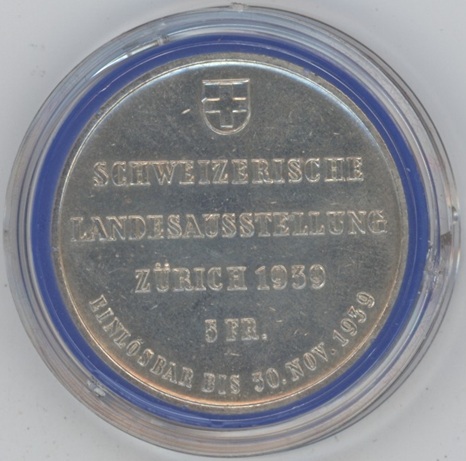 SCHWEIZERISCHE
LANDESAUSSTELLUNG
ZÜRICH 1939
5 FR.
EINLÖSBAR BIS 30. NOV. 1939